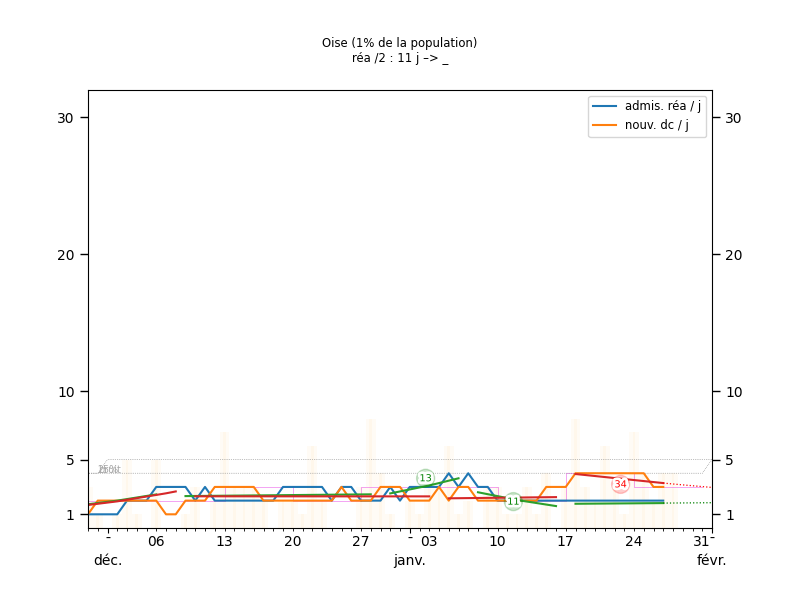 Oise (1% de la population)
réa /2 : 11 j –> _
admis. réa / j
nouv. dc / j
30 30
20 20
10 10
5 5
1 1
13
11
34
- 06 13 20 27 - 03 10 17 24 31 -
déc. janv. févr.